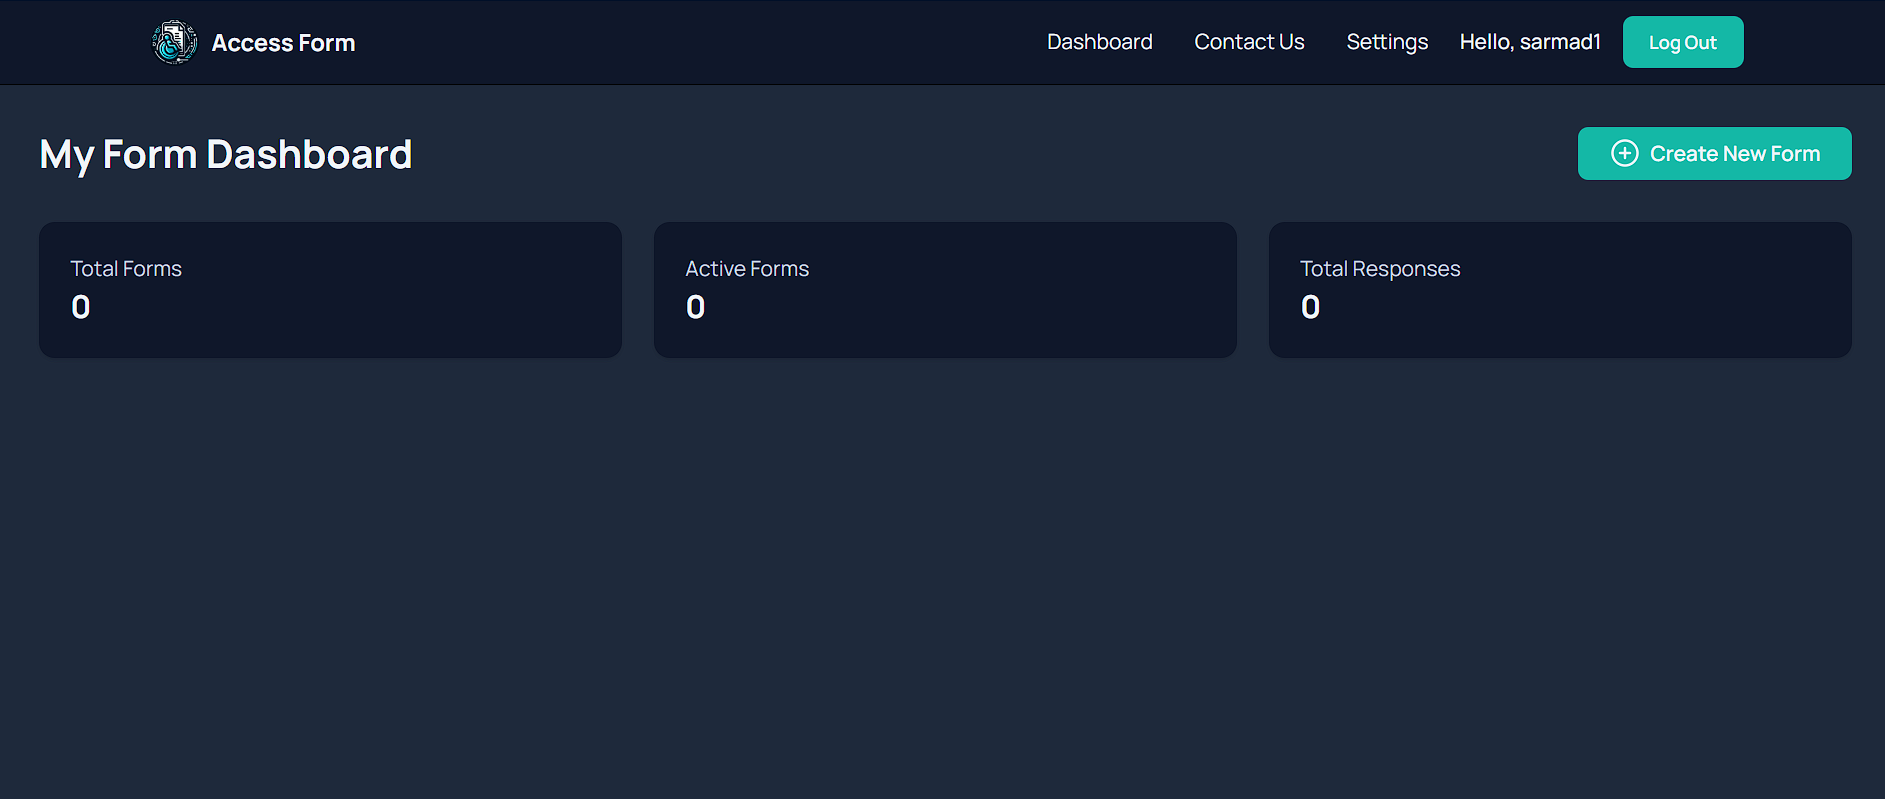 Access Form
Dashboard Contact Us Settings Hello, sarmad1 Log Out
My Form Dashboard
Create New Form
Total Forms
0
Active Forms
0
Total Responses
0